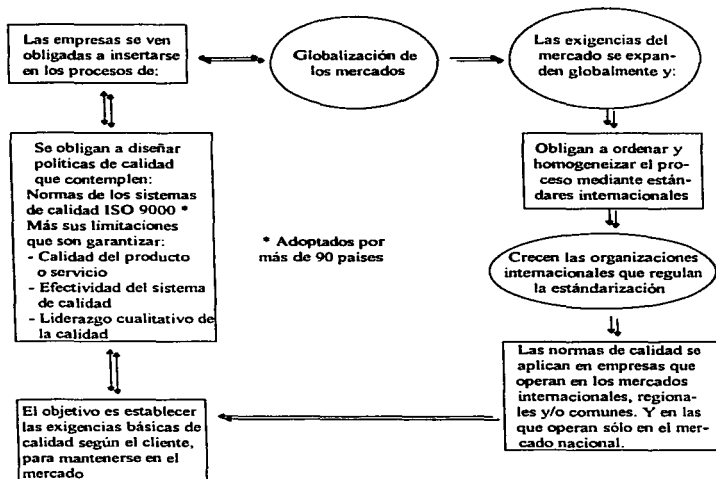 Las empresas se ven
obligadas a insertarse
en los procesos de:
Globalización de
los mercados
Las exigencias del
mercado se expan-
den globalmente y:
Obligan a ordenar y
homogeneizar el pro-
ceso mediante están-
dares internacionales
Crecen las organizaciones
internacionales que regulan
la estándarización
Las normas de calidad se
aplican en empresas que
operan en los mercados
internacionales, regiona-
les y/o comunes. Y en las
que operan sólo en el mer-
cado nacional.
El objetivo es establecer
las exigencias básicas de
calidad según el cliente,
para mantenerse en el
mercado
Se obligan a diseñar
políticas de calidad
que contemplen:
Normas de los sistemas
de calidad ISO 9000 *
Más sus limitaciones
que son garantizar:
- Calidad del producto
o servicio
- Efectividad del sistema
de calidad
- Liderazgo cualitativo de
la calidad
* Adoptados por
más de 90 países